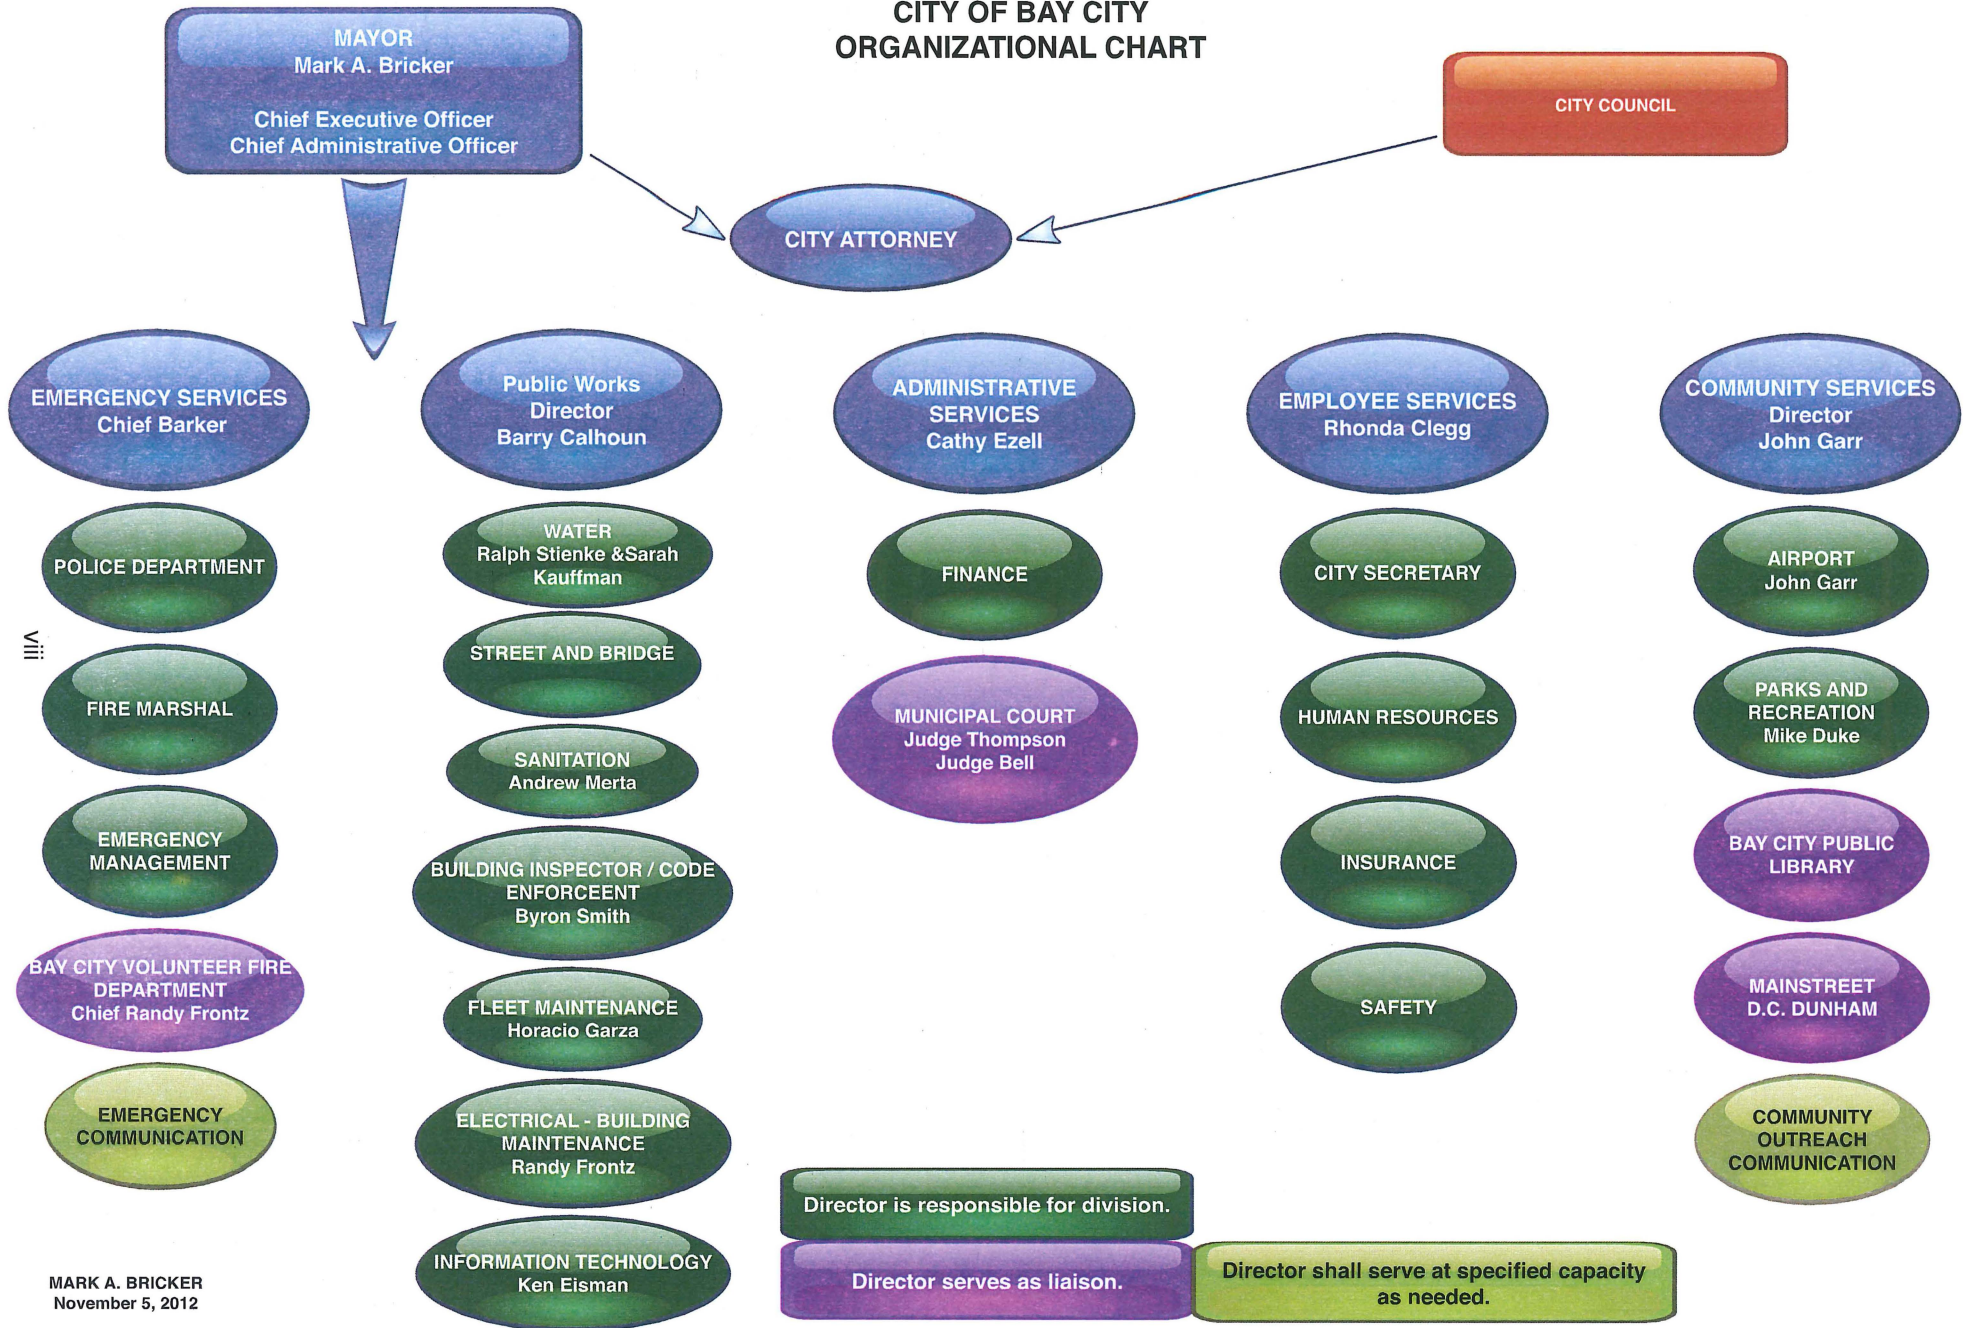 CITY OF BAY CITY
ORGANIZATIONAL CHART
MAYOR
Mark A. Bricker
Chief Executive Officer
Chief Administrative Officer
CITY COUNCIL
CITY ATTORNEY
EMERGENCY SERVICES
Chief Barker
POLICE DEPARTMENT
FIRE MARSHAL
EMERGENCY
MANAGEMENT
BAY CITY VOLUNTEER FIRE
DEPARTMENT
Chief Randy Frontz
EMERGENCY
COMMUNICATION
Public Works
Director
Barry Calhoun
WATER
Ralph Stienke &Sarah
Kauffman
STREET AND BRIDGE
SANITATION
Andrew Merta
BUILDING INSPECTOR / CODE
ENFORCEENT
Byron Smith
FLEET MAINTENANCE
Horacio Garza
ELECTRICAL - BUILDING
MAINTENANCE
Randy Frontz
INFORMATION TECHNOLOGY
Ken Eisman
ADMINISTRATIVE
SERVICES
Cathy Ezell
FINANCE
MUNICIPAL COURT
Judge Thompson
Judge Bell
EMPLOYEE SERVICES
Rhonda Clegg
CITY SECRETARY
HUMAN RESOURCES
INSURANCE
SAFETY
COMMUNITY SERVICES
Director
John Garr
AIRPORT
John Garr
PARKS AND
RECREATION
Mike Duke
BAY CITY PUBLIC
LIBRARY
MAINSTREET
D.C. DUNHAM
COMMUNITY
OUTREACH
COMMUNICATION
Director is responsible for division.
Director serves as liaison.
Director shall serve at specified capacity
as needed.
MARK A. BRICKER
November 5, 2012
viii